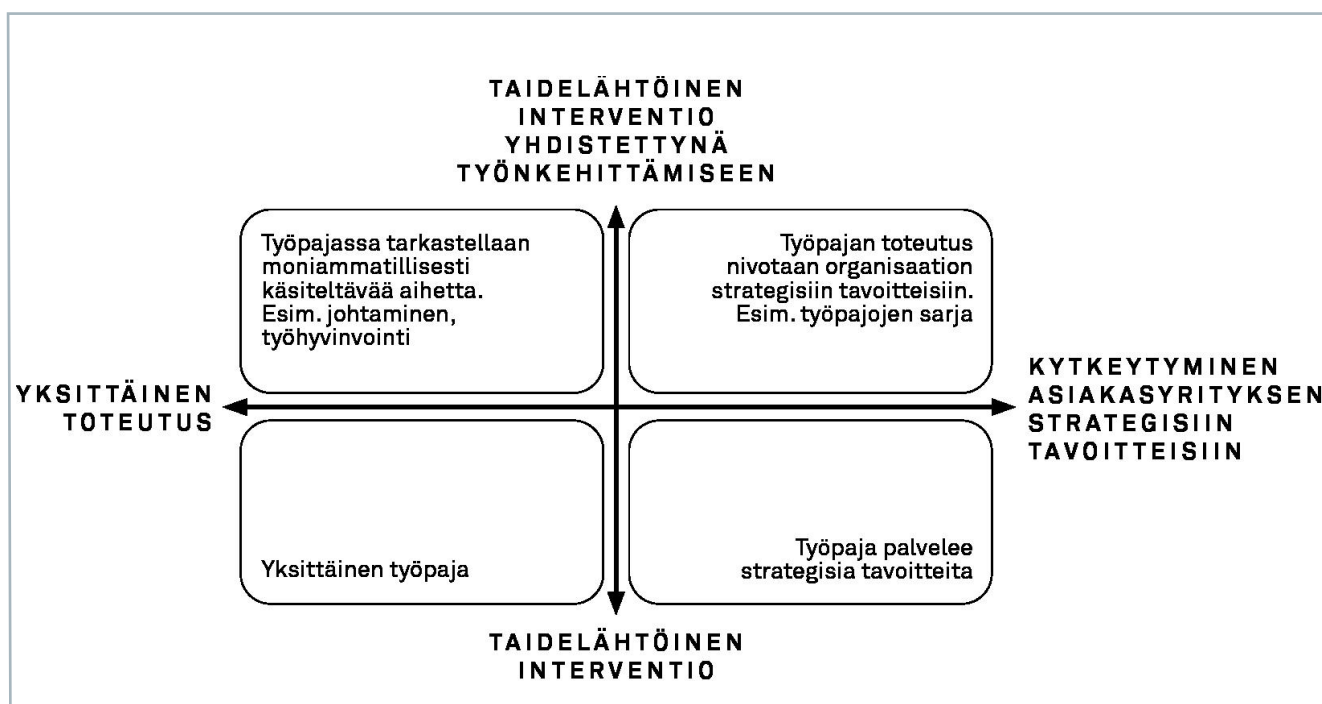 TAIDELÄHTÖINEN
INTERVENTIO
YHDISTETTYNÄ
TYÖNKEHITTÄMISEEN
Työpajassa tarkastellaan
moniammatillisesti
käsiteltävää aihetta.
Esim. johtaminen,
työhyvinvointi
Työpajan toteutus
nivotaan organisaation
strategisiin tavoitteisiin.
Esim. työpajojen sarja
YKSITTÄINEN
TOTEUTUS
KYTKEYTYMINEN
ASIAKASYRITYKSEN
STRATEGISIIN
TAVOITTEISIIN
Yksittäinen työpaja
Työpaja palvelee
strategisia tavoitteita
TAIDELÄHTÖINEN
INTERVENTIO